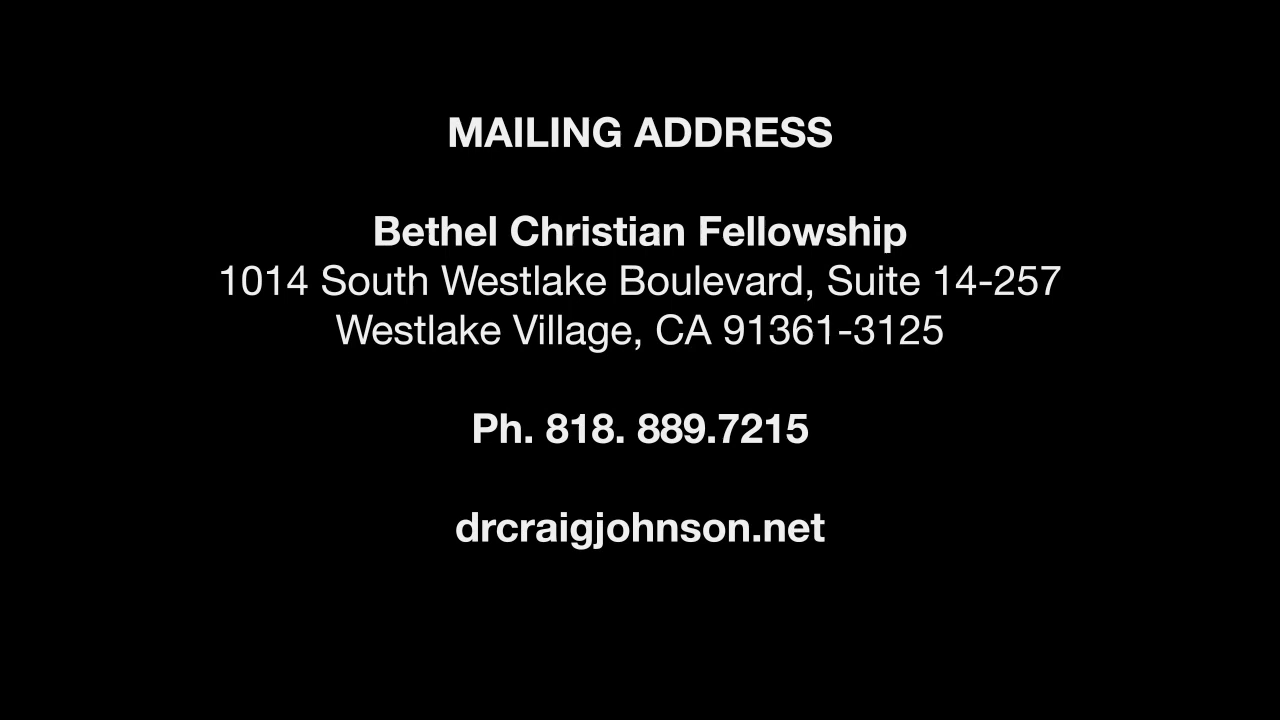 MAILING ADDRESS
Bethel Christian Fellowship
1014 South Westlake Boulevard, Suite 14-257
Westlake Village, CA 91361-3125
Ph. 818. 889.7215
drcraigjohnson.net